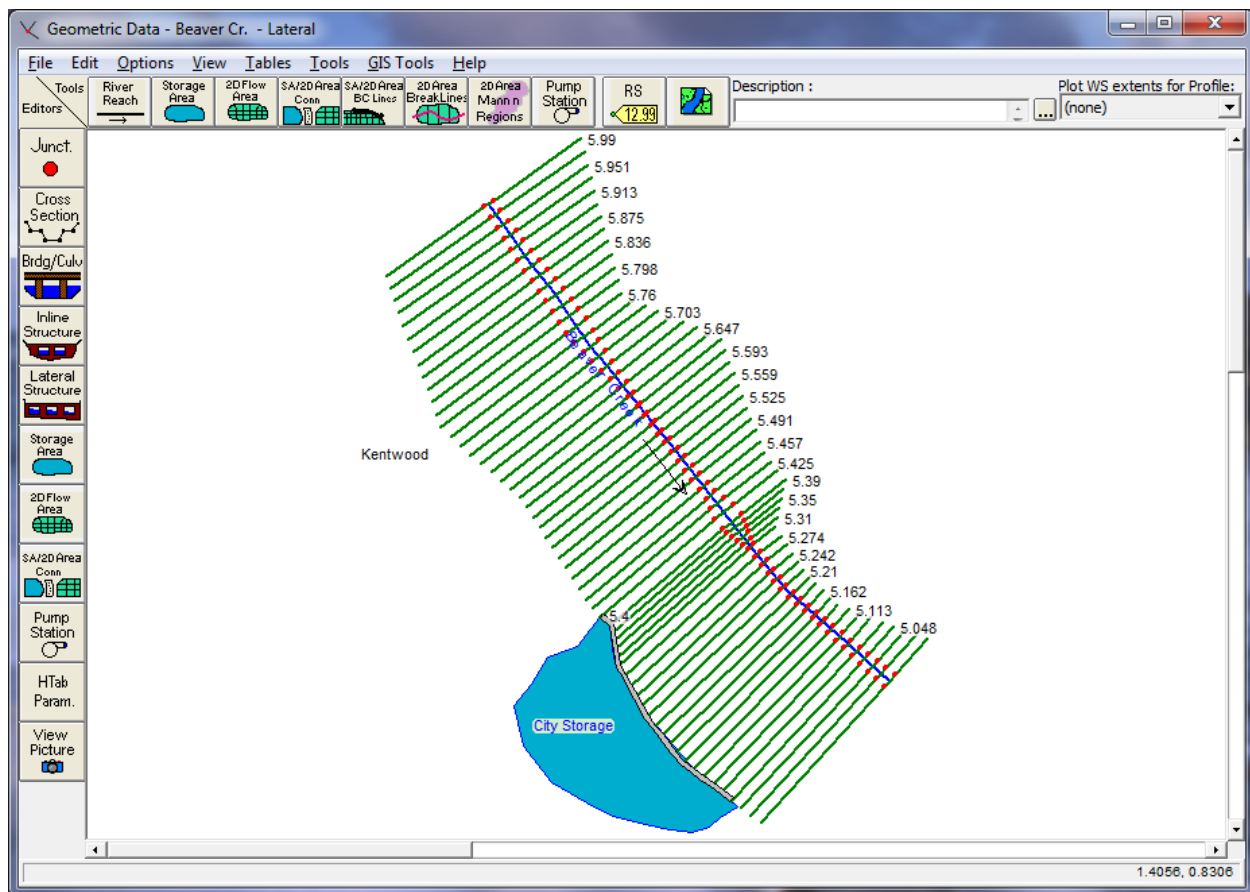 Geometric Data - Beaver Cr. - Lateral
File Edit Options View Tables Tools GIS Tools Help
Tools
Editors
River
Reach
Storage
Area
2D Flow
Area
SA/2D Area
Conn
SA/2D Area
BC Lines
2D Area
BreakLines
2D Area
Mann n
Regions
Pump
Station
RS
12.99
Description :
...
Plot WS extents for Profile:
(none)
Junct.
Cross
Section
Brdg/Culv
Inline
Structure
Lateral
Structure
Storage
Area
2D Flow
Area
SA/2D Area
Conn
Pump
Station
HTab
Param.
View
Picture
5.99
5.951
5.913
5.875
5.836
5.798
5.76
5.703
5.647
5.593
5.559
5.525
5.491
5.457
5.425
5.39
5.35
5.31
5.274
5.242
5.21
5.162
5.113
5.048
Beaver Creek
Kentwood
5.4
City Storage
1.4056, 0.8306